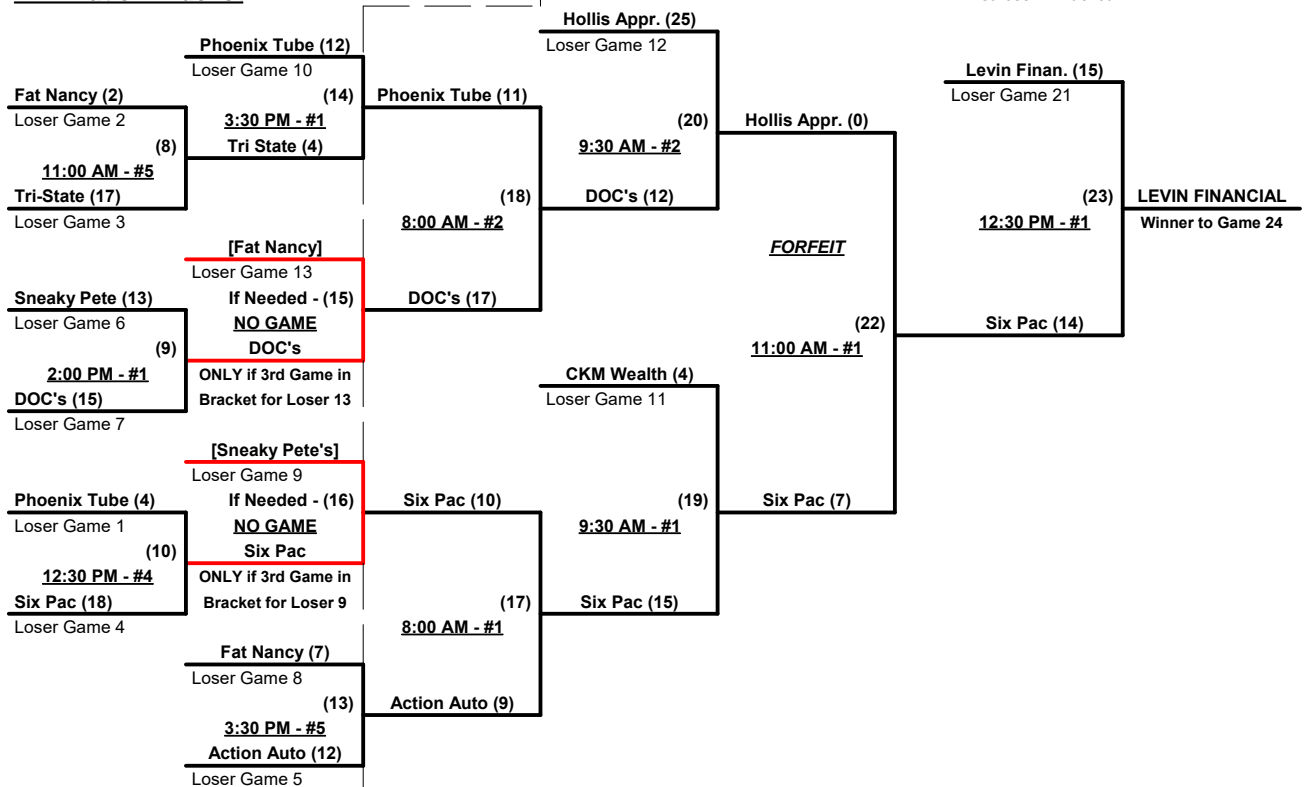 Hollis Appr. (25)
Loser Game 12
Phoenix Tube (12)
Loser Game 10
Levin Finan. (15)
Loser Game 21
Fat Nancy (2)
Loser Game 2
(14)
3:30 PM - #1
Phoenix Tube (11)
(20)
9:30 AM - #2
Hollis Appr. (0)
(8)
11:00 AM - #5
Tri State (4)
Tri-State (17)
Loser Game 3
(18)
8:00 AM - #2
DOC's (12)
(23)
12:30 PM - #1
LEVIN FINANCIAL
Winner to Game 24
[Fat Nancy]
Loser Game 13
FORFEIT
Sneaky Pete (13)
Loser Game 6
If Needed - (15)
NO GAME
DOC's
DOC's (17)
(22)
11:00 AM - #1
Six Pac (14)
(9)
2:00 PM - #1
ONLY if 3rd Game in
Bracket for Loser 13
CKM Wealth (4)
Loser Game 11
DOC's (15)
Loser Game 7
[Sneaky Pete's]
Loser Game 9
Phoenix Tube (4)
Loser Game 1
If Needed - (16)
NO GAME
Six Pac
Six Pac (10)
(19)
9:30 AM - #1
Six Pac (7)
(10)
12:30 PM - #4
ONLY if 3rd Game in
Bracket for Loser 9
Six Pac (18)
Loser Game 4
(17)
8:00 AM - #1
Six Pac (15)
Fat Nancy (7)
Loser Game 8
(13)
3:30 PM - #5
Action Auto (9)
Action Auto (12)
Loser Game 5